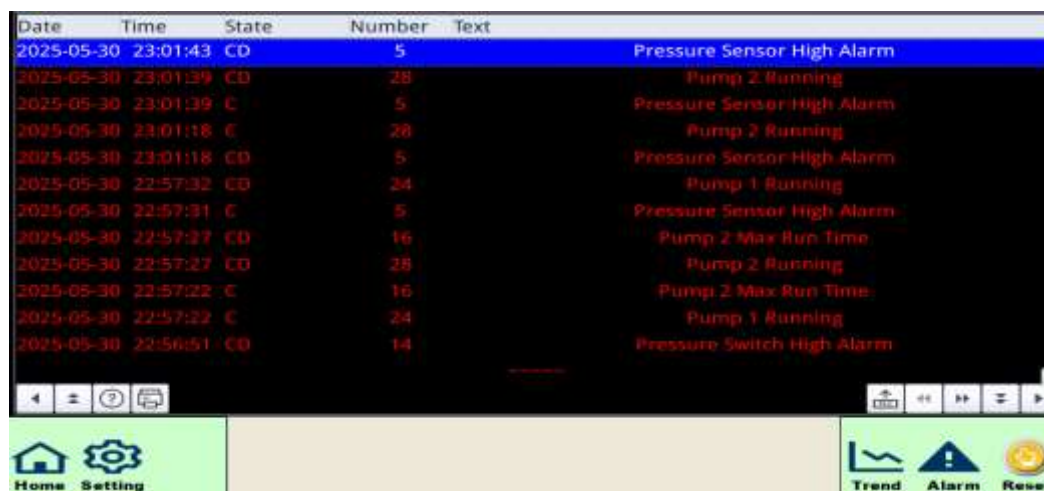 Date Time State Number Text
2025-05-30 23:01:43 CD 5 Pressure Sensor High Alarm
2025-05-30 23:01:39 CD 28 Pump 2 Running
2025-05-30 23:01:39 C 5 Pressure Sensor High Alarm
2025-05-30 23:01:18 C 28 Pump 2 Running
2025-05-30 23:01:18 CD 5 Pressure Sensor High Alarm
2025-05-30 22:57:32 CD 24 Pump 1 Running
2025-05-30 22:57:31 C 5 Pressure Sensor High Alarm
2025-05-30 22:57:27 CD 16 Pump 2 Max Run Time
2025-05-30 22:57:27 CD 28 Pump 2 Running
2025-05-30 22:57:22 C 16 Pump 2 Max Run Time
2025-05-30 22:57:22 C 24 Pump 1 Running
2025-05-30 22:56:51 CD 14 Pressure Switch High Alarm
Home Setting Trend Alarm Rese